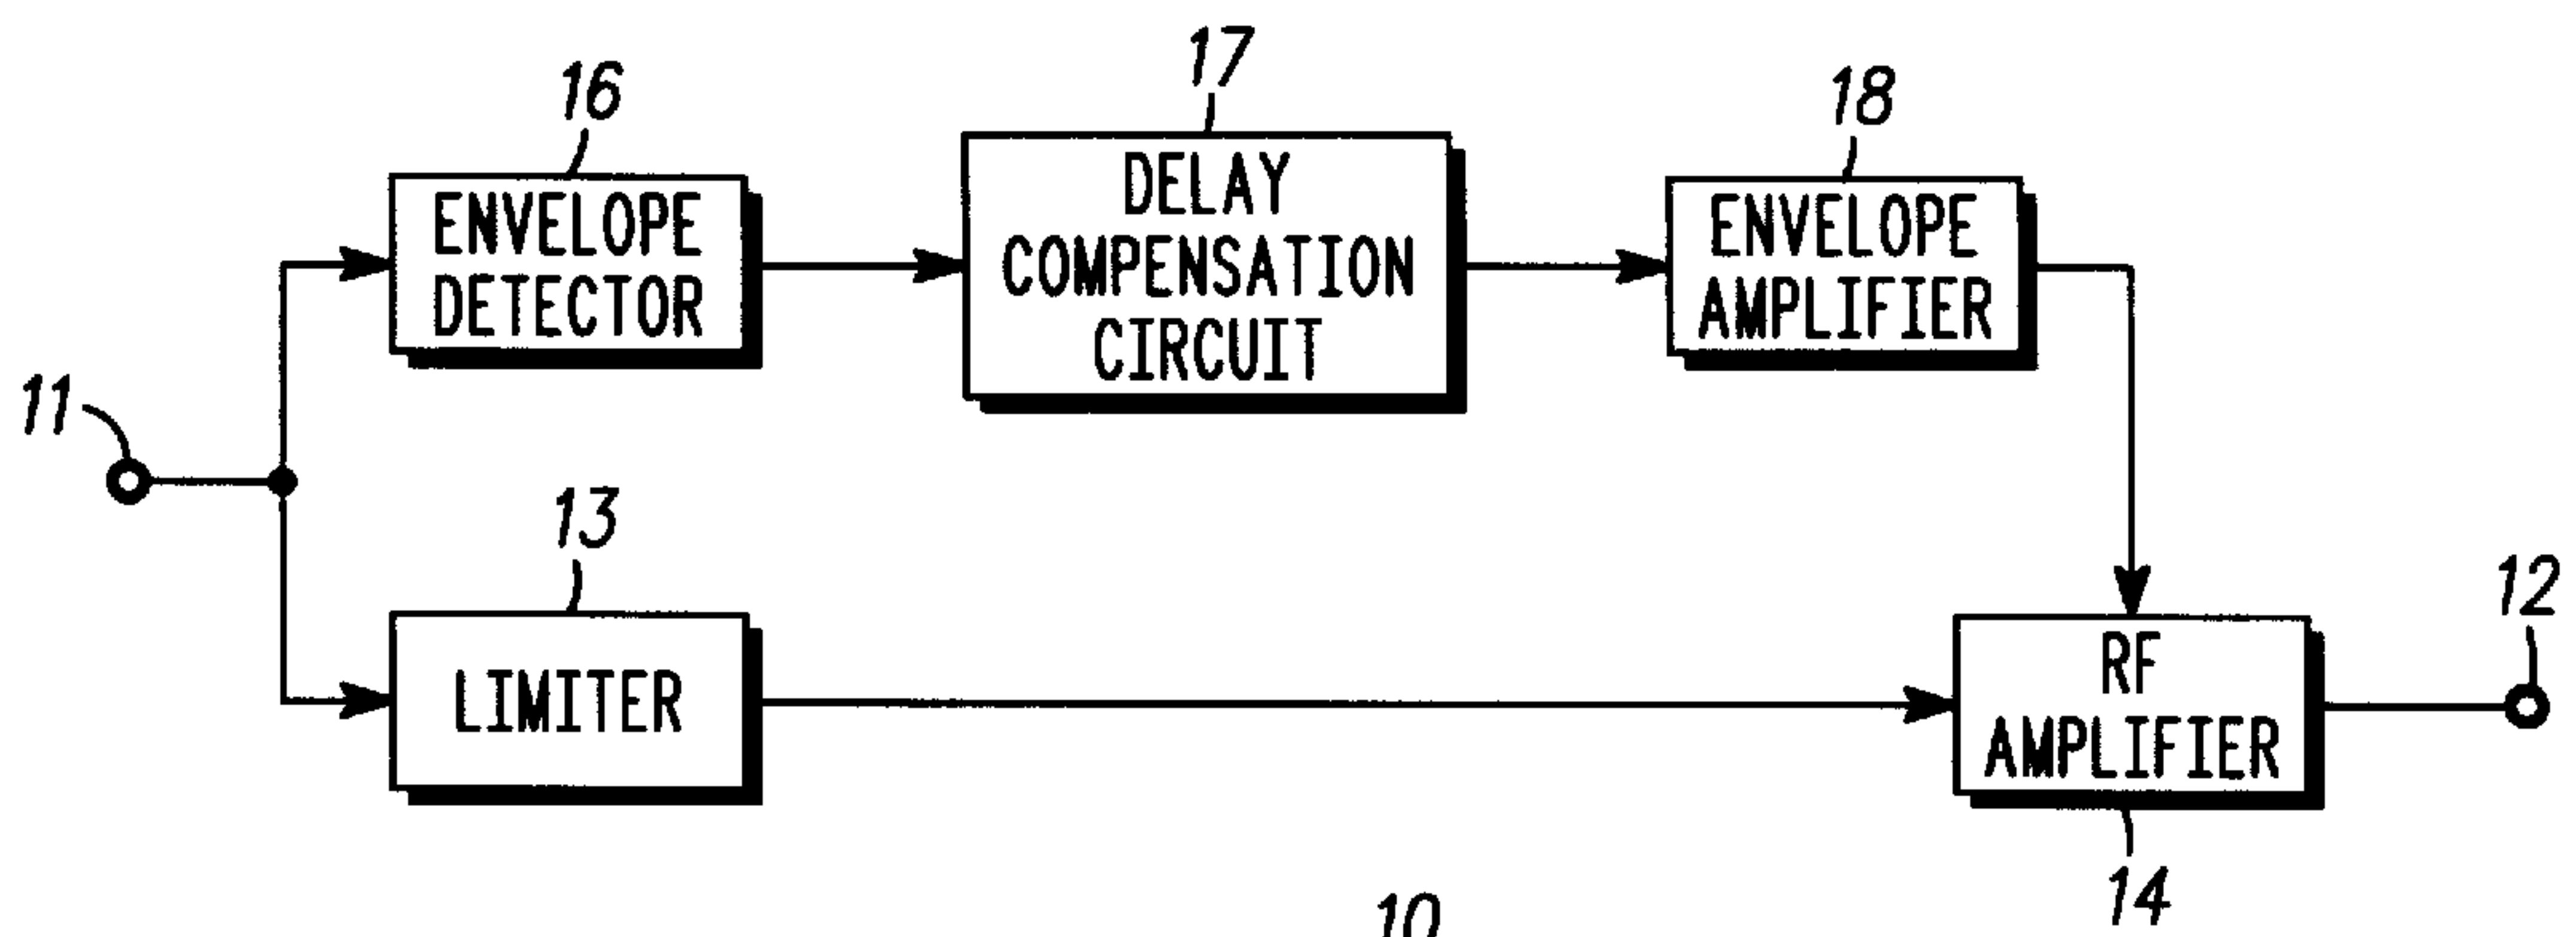 17
16
18
DELAY
COMPENSATION
CIRCUIT
ENVELOPE
DETECTOR
ENVELOPE
AMPLIFIER
11
13
12
LIMITER
RF
AMPLIFIER
14
10